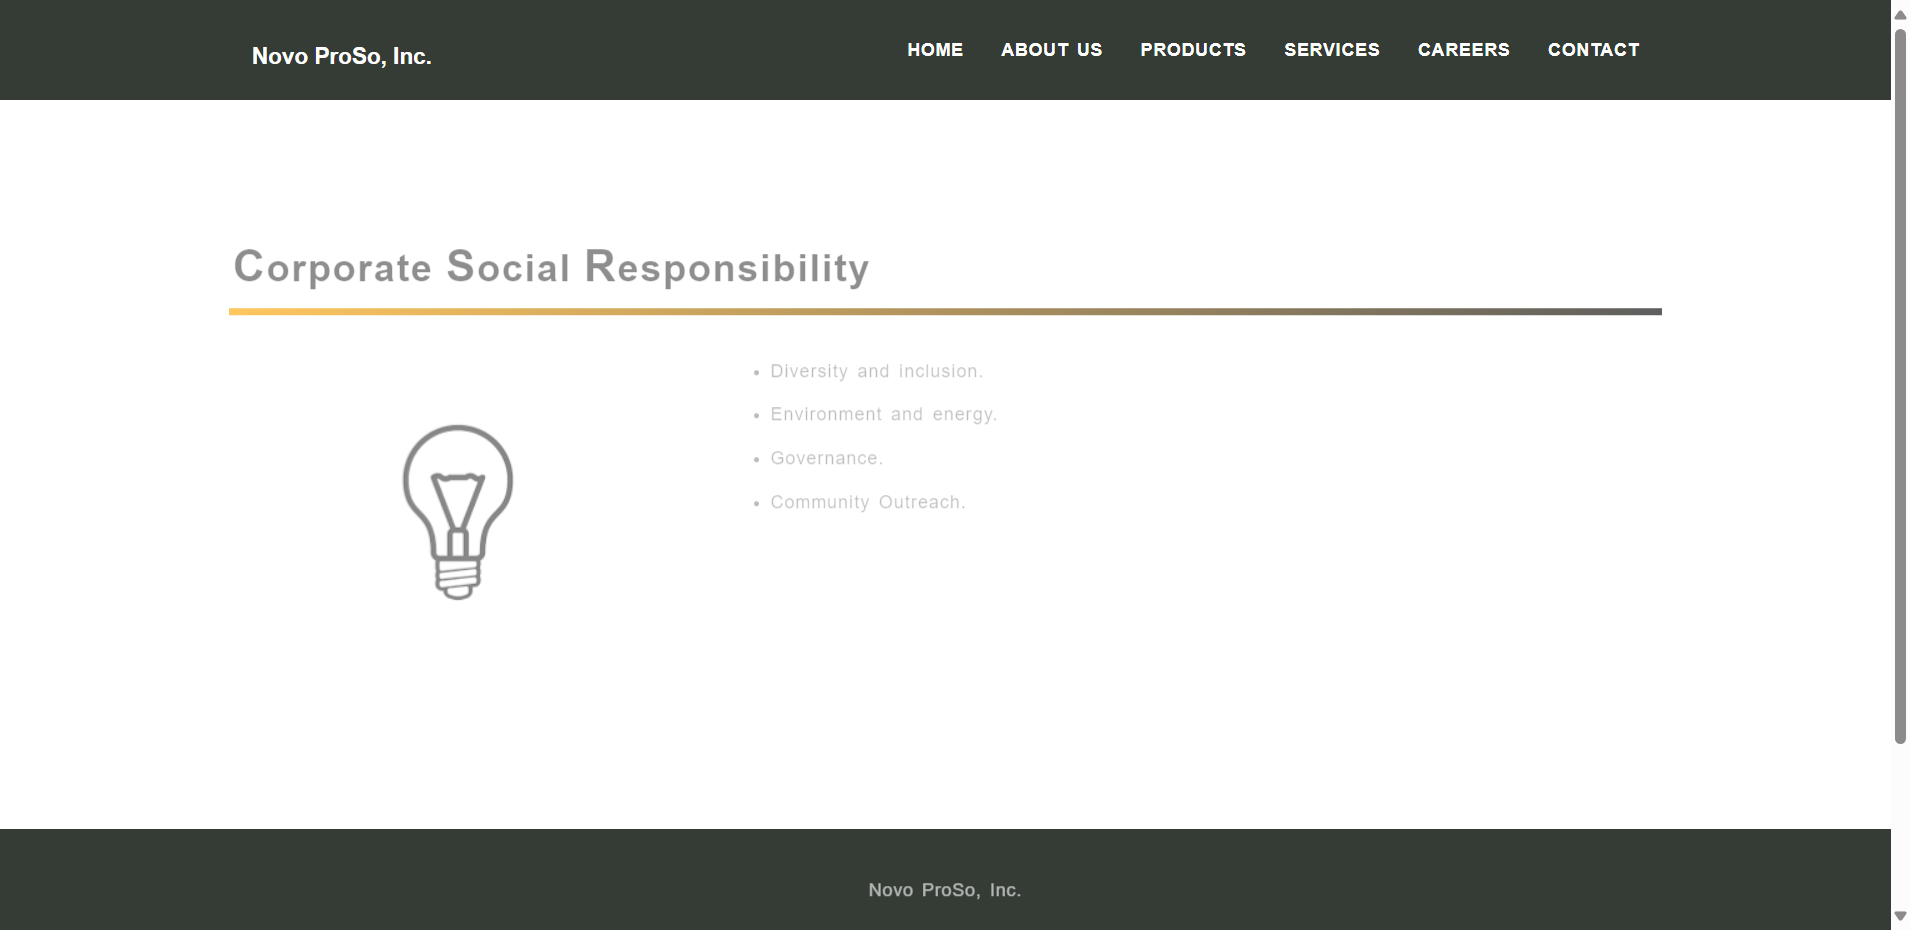 Novo ProSo, Inc.
HOME ABOUT US PRODUCTS SERVICES CAREERS CONTACT
Corporate Social Responsibility
• Diversity and inclusion.
• Environment and energy.
• Governance.
• Community Outreach.
Novo ProSo, Inc.